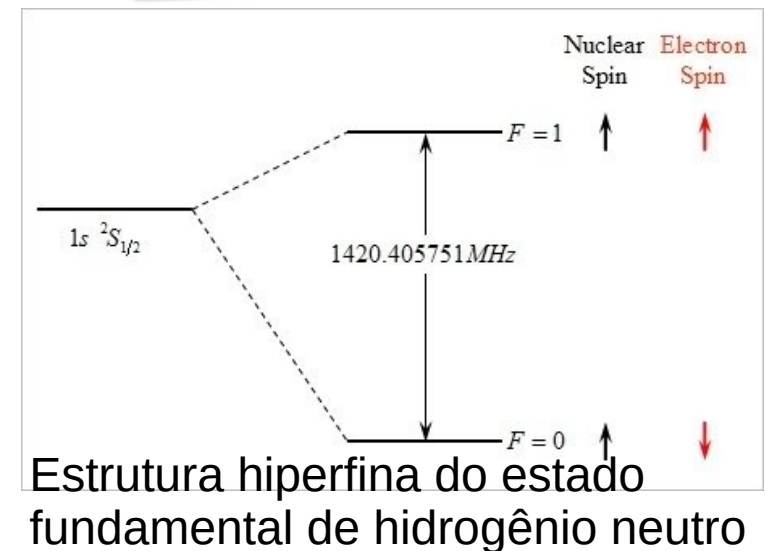 Nuclear Electron
Spin Spin
F = 1
1s ²S₁/₂
1420.405751MHz
F = 0
Estrutura hiperfina do estado
fundamental de hidrogênio neutro